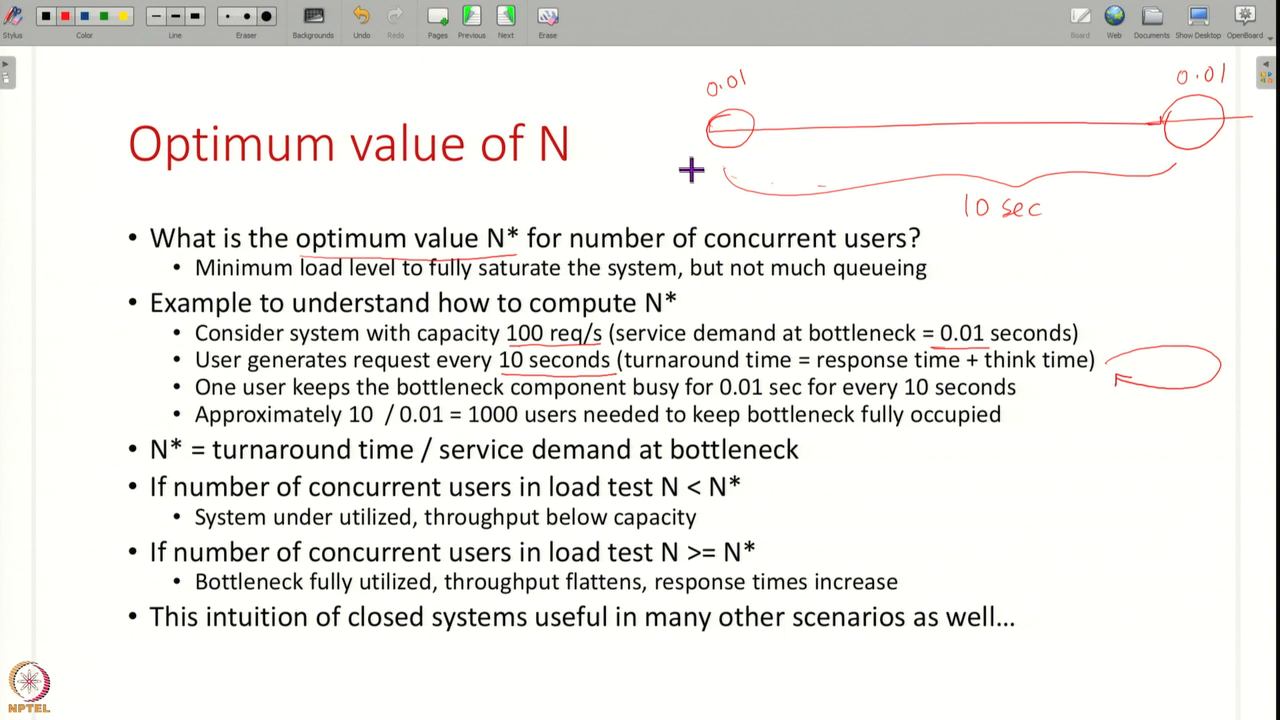 Stylus
Color
Line
Eraser
Backgrounds
Undo
Redo
Pages
Previous
Next
Erase
Board
Web
Documents
Show Desktop
OpenBoard
0.01
0.01
10 sec
Optimum value of N
• What is the optimum value N* for number of concurrent users?
• Minimum load level to fully saturate the system, but not much queueing
• Example to understand how to compute N*
• Consider system with capacity 100 req/s (service demand at bottleneck = 0.01 seconds)
• User generates request every 10 seconds (turnaround time = response time + think time)
• One user keeps the bottleneck component busy for 0.01 sec for every 10 seconds
• Approximately 10 / 0.01 = 1000 users needed to keep bottleneck fully occupied
• N* = turnaround time / service demand at bottleneck
• If number of concurrent users in load test N < N*
• System under utilized, throughput below capacity
• If number of concurrent users in load test N >= N*
• Bottleneck fully utilized, throughput flattens, response times increase
• This intuition of closed systems useful in many other scenarios as well...
NPTEL